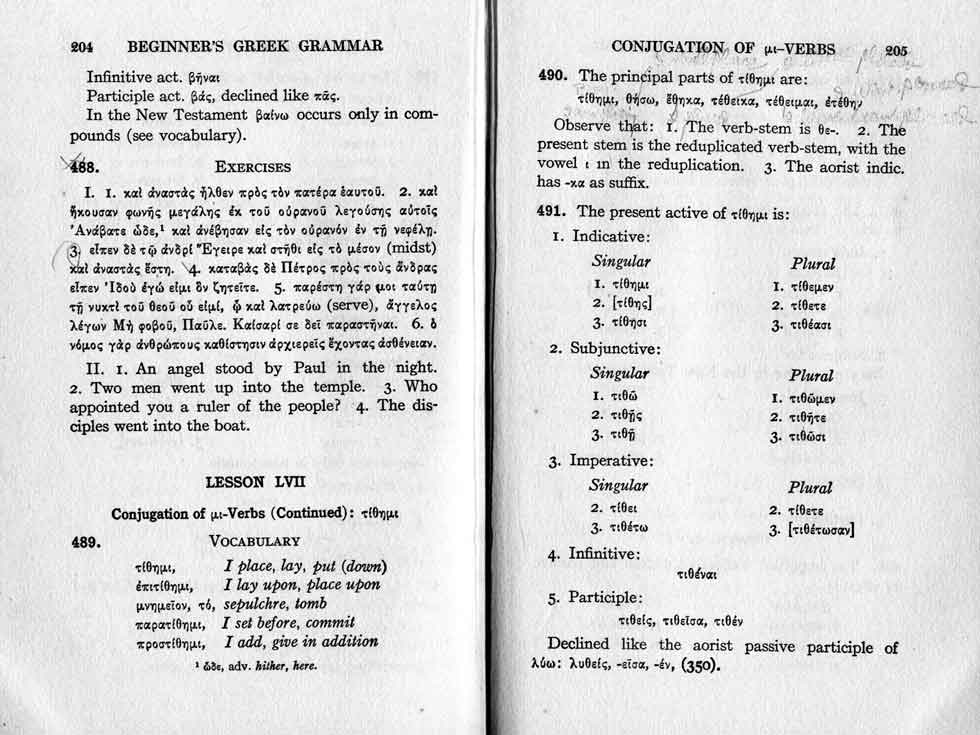 204 BEGINNER'S GREEK GRAMMAR
Infinitive act. βῆναι
Participle act. βάς, declined like πᾶς.
In the New Testament βαίνω occurs only in com-
pounds (see vocabulary).
488. EXERCISES
I. 1. καὶ ἀναστὰς ἦλθεν πρὸς τὸν πατέρα ἑαυτοῦ. 2. καὶ
ἤκουσαν φωνῆς μεγάλης ἐκ τοῦ οὐρανοῦ λεγούσης αὐτοῖς
Ἀνάβατε ὧδε,¹ καὶ ἀνέβησαν εἰς τὸν οὐρανὸν ἐν τῇ νεφέλῃ.
3. εἶπεν δὲ τῷ ἀνδρί Ἔγειρε καὶ στῆθι εἰς τὸ μέσον (midst)
καὶ ἀναστὰς ἔστη. 4. καταβὰς δὲ Πέτρος πρὸς τοὺς ἄνδρας
εἶπεν Ἰδοὺ ἐγώ εἰμι ὃν ζητεῖτε. 5. παρέστη γάρ μοι ταύτῃ
τῇ νυκτὶ τοῦ θεοῦ οὗ εἰμί, ᾧ καὶ λατρεύω (serve), ἄγγελος
λέγων Μὴ φοβοῦ, Παῦλε. Καίσαρί σε δεῖ παραστῆναι. 6. ὁ
νόμος γὰρ ἀνθρώπους καθίστησιν ἀρχιερεῖς ἔχοντας ἀσθένειαν.
II. 1. An angel stood by Paul in the night.
2. Two men went up into the temple. 3. Who
appointed you a ruler of the people? 4. The dis-
ciples went into the boat.
LESSON LVII
Conjugation of μι-Verbs (Continued): τίθημι
489. VOCABULARY
τίθημι, I place, lay, put (down)
ἐπιτίθημι, I lay upon, place upon
μνημεῖον, τό, sepulchre, tomb
παρατίθημι, I set before, commit
προστίθημι, I add, give in addition
¹ ὧδε, adv. hither, here.
CONJUGATION OF μι-VERBS 205
490. The principal parts of τίθημι are:
τίθημι, θήσω, ἔθηκα, τέθεικα, τέθειμαι, ἐτέθην
Observe that: 1. The verb-stem is θε-. 2. The
present stem is the reduplicated verb-stem, with the
vowel ι in the reduplication. 3. The aorist indic.
has -κα as suffix.
491. The present active of τίθημι is:
1. Indicative:
Singular Plural
1. τίθημι 1. τίθεμεν
2. [τίθης] 2. τίθετε
3. τίθησι 3. τιθέασι
2. Subjunctive:
Singular Plural
1. τιθῶ 1. τιθῶμεν
2. τιθῇς 2. τιθῆτε
3. τιθῇ 3. τιθῶσι
3. Imperative:
Singular Plural
2. τίθει 2. τίθετε
3. τιθέτω 3. [τιθέτωσαν]
4. Infinitive:
τιθέναι
5. Participle:
τιθείς, τιθεῖσα, τιθέν
Declined like the aorist passive participle of
λύω: λυθείς, -εῖσα, -έν, (350).